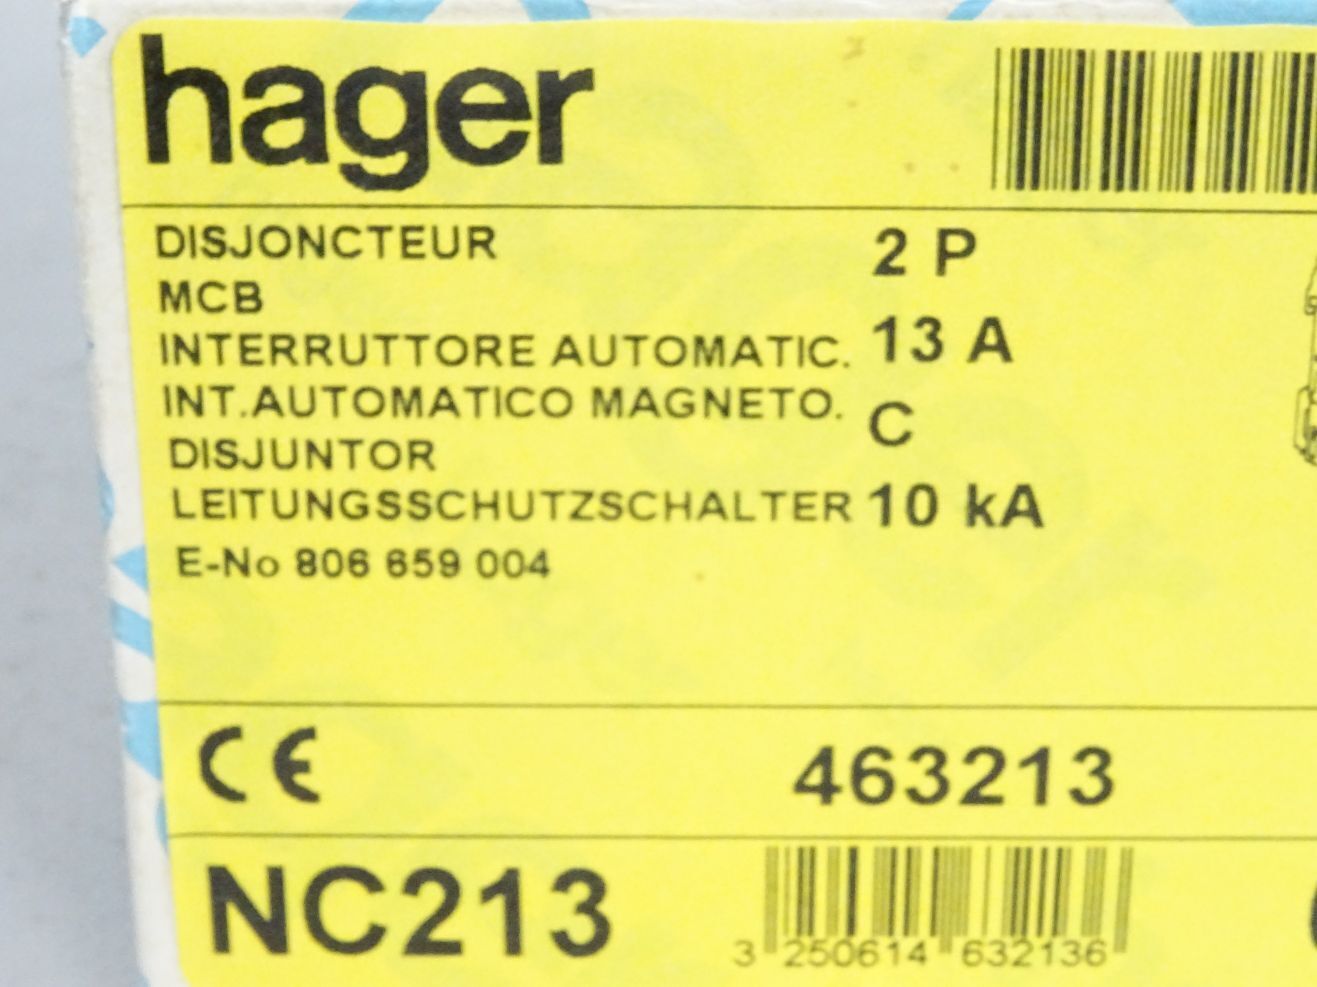 hager
DISJONCTEUR
MCB
INTERRUTTORE AUTOMATIC.
INT.AUTOMATICO MAGNETO.
DISJUNTOR
LEITUNGSSCHUTZSCHALTER
E-No 806 659 004
2 P
13 A
C
10 kA
CE
463213
NC213
3 250614 632136